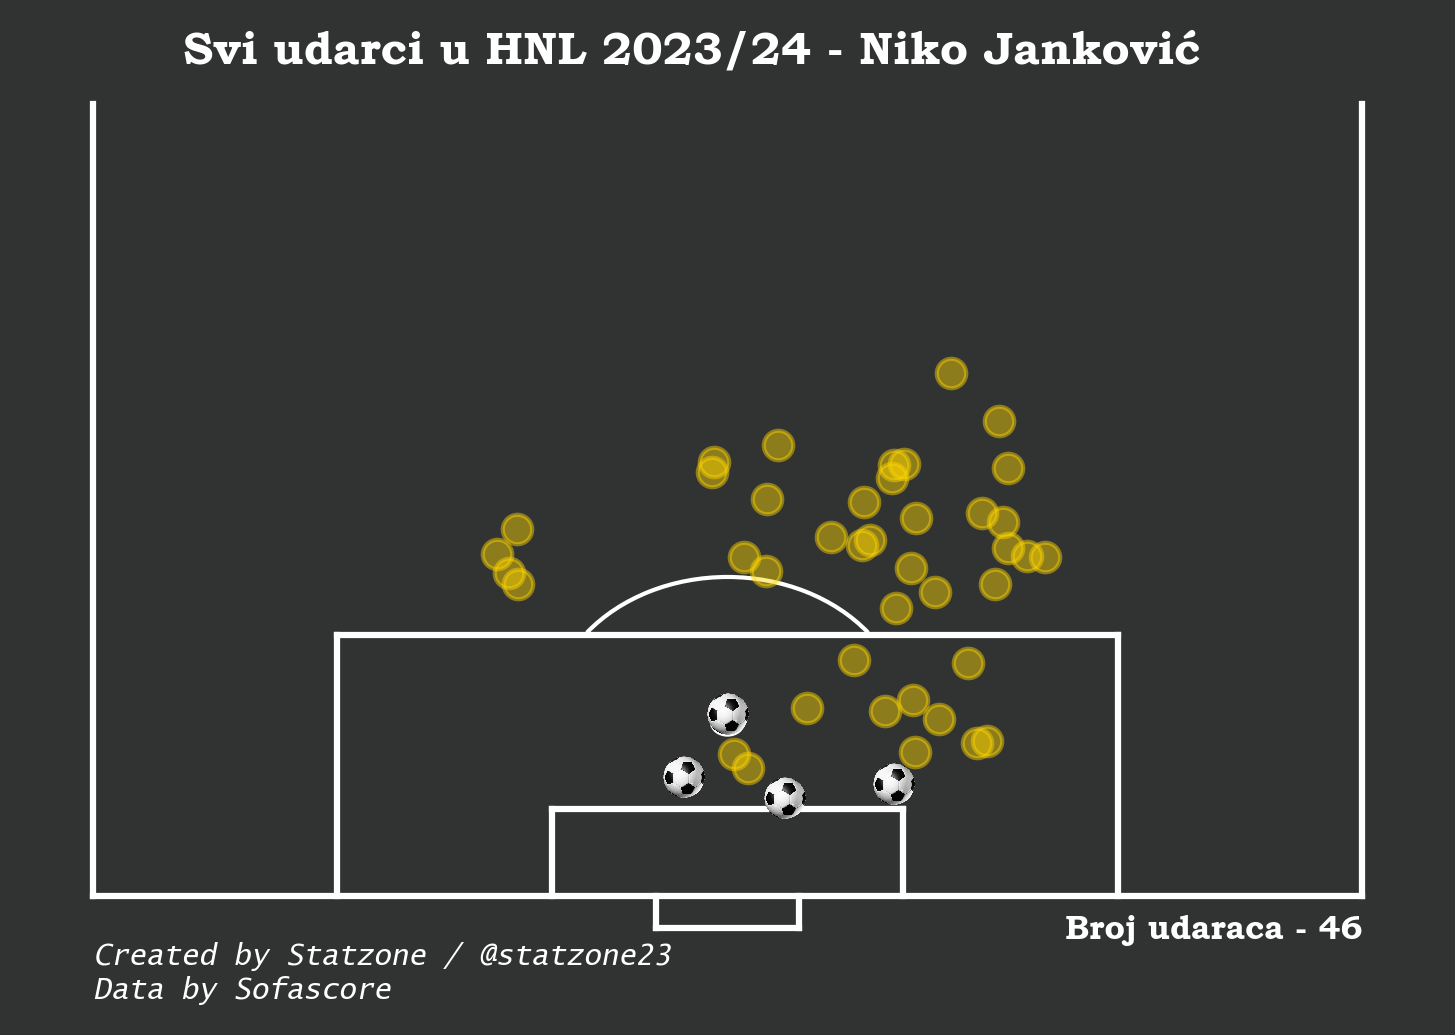 Svi udarci u HNL 2023/24 - Niko Janković
Broj udaraca - 46
Created by Statzone / @statzone23
Data by Sofascore